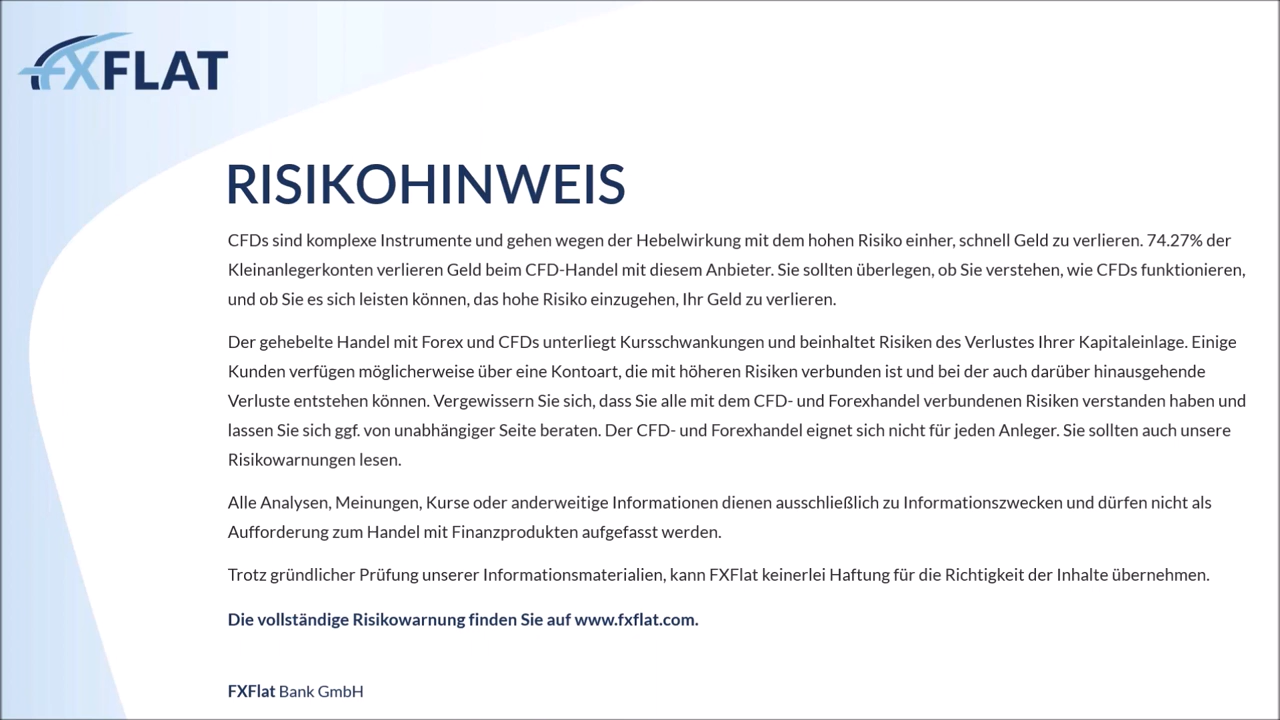 FXFLAT
RISIKOHINWEIS
CFDs sind komplexe Instrumente und gehen wegen der Hebelwirkung mit dem hohen Risiko einher, schnell Geld zu verlieren. 74.27% der
Kleinanlegerkonten verlieren Geld beim CFD-Handel mit diesem Anbieter. Sie sollten überlegen, ob Sie verstehen, wie CFDs funktionieren,
und ob Sie es sich leisten können, das hohe Risiko einzugehen, Ihr Geld zu verlieren.
Der gehebelte Handel mit Forex und CFDs unterliegt Kursschwankungen und beinhaltet Risiken des Verlustes Ihrer Kapitaleinlage. Einige
Kunden verfügen möglicherweise über eine Kontoart, die mit höheren Risiken verbunden ist und bei der auch darüber hinausgehende
Verluste entstehen können. Vergewissern Sie sich, dass Sie alle mit dem CFD- und Forexhandel verbundenen Risiken verstanden haben und
lassen Sie sich ggf. von unabhängiger Seite beraten. Der CFD- und Forexhandel eignet sich nicht für jeden Anleger. Sie sollten auch unsere
Risikowarnungen lesen.
Alle Analysen, Meinungen, Kurse oder anderweitige Informationen dienen ausschließlich zu Informationszwecken und dürfen nicht als
Aufforderung zum Handel mit Finanzprodukten aufgefasst werden.
Trotz gründlicher Prüfung unserer Informationsmaterialien, kann FXFlat keinerlei Haftung für die Richtigkeit der Inhalte übernehmen.
Die vollständige Risikowarnung finden Sie auf www.fxflat.com.
FXFlat Bank GmbH